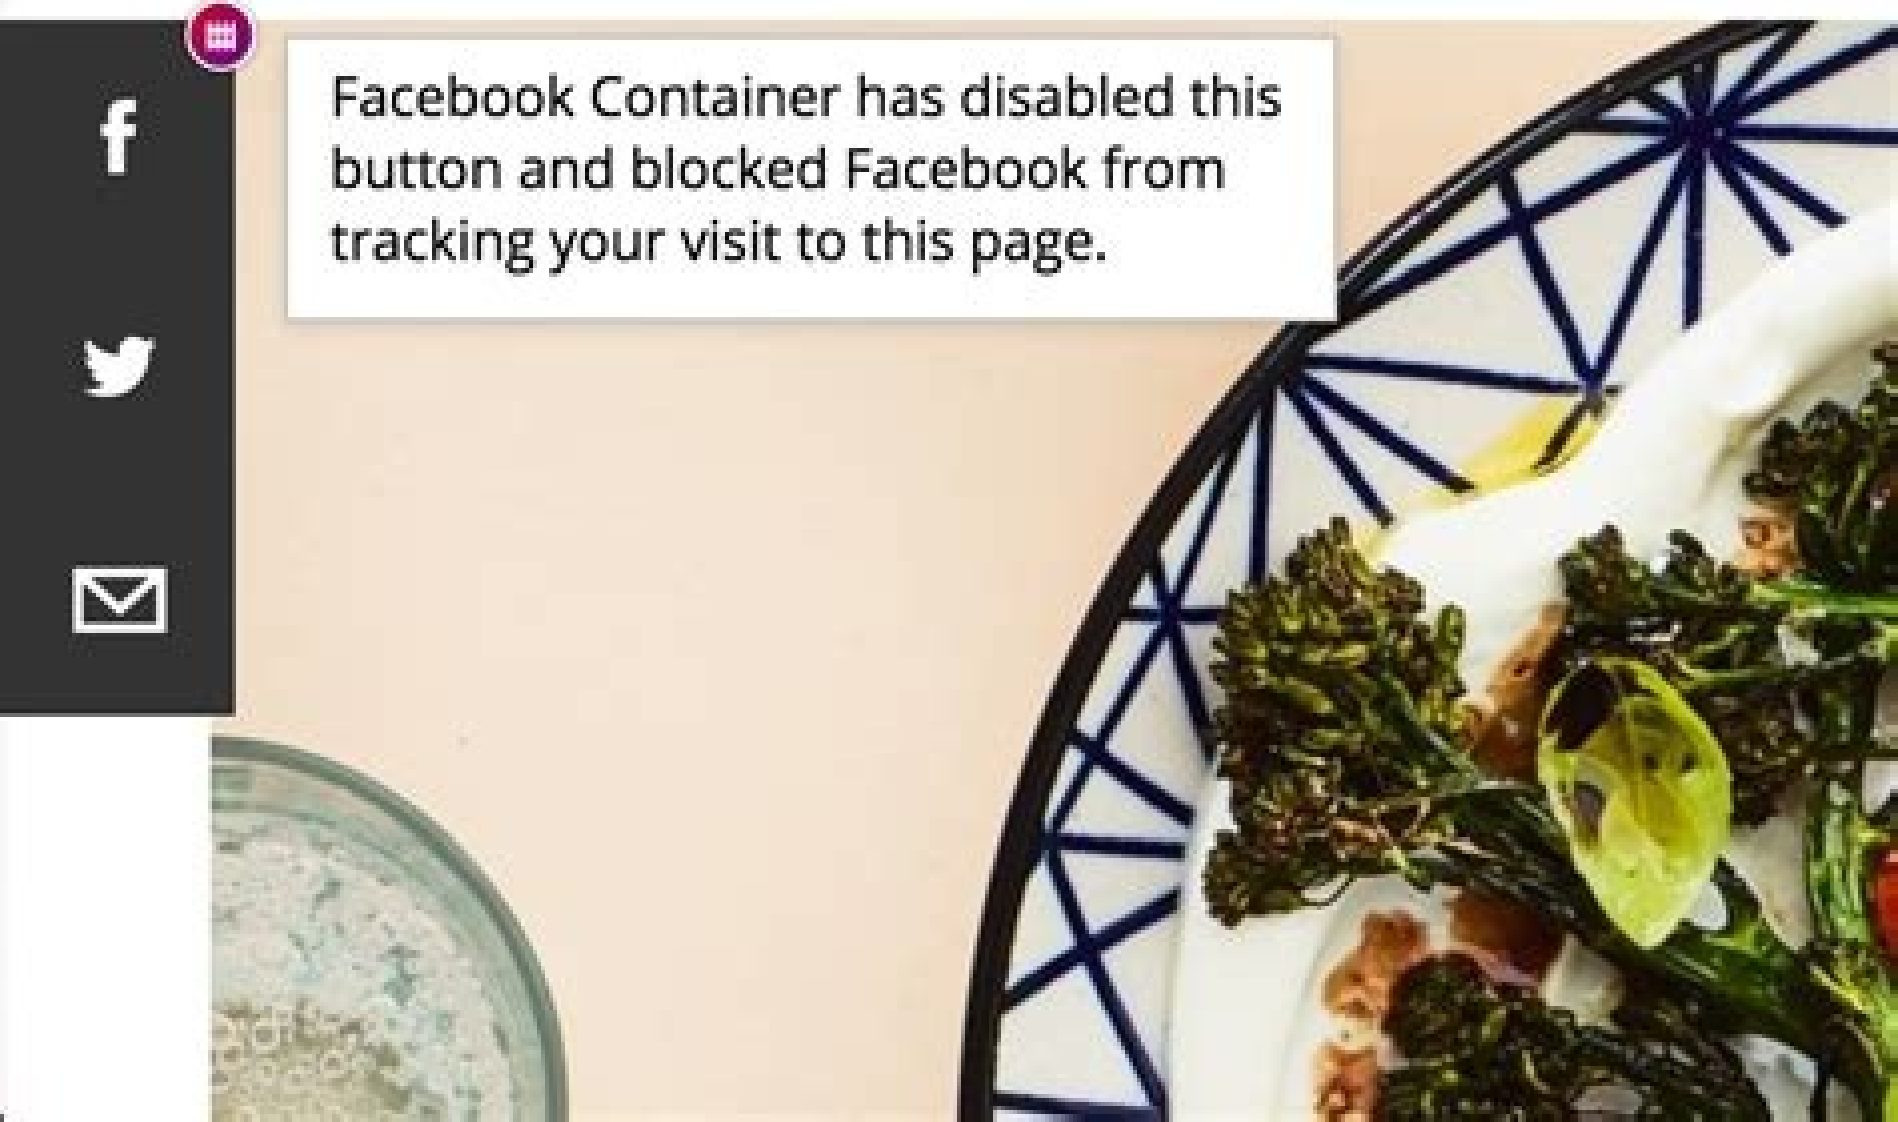 Facebook Container has disabled this
button and blocked Facebook from
tracking your visit to this page.